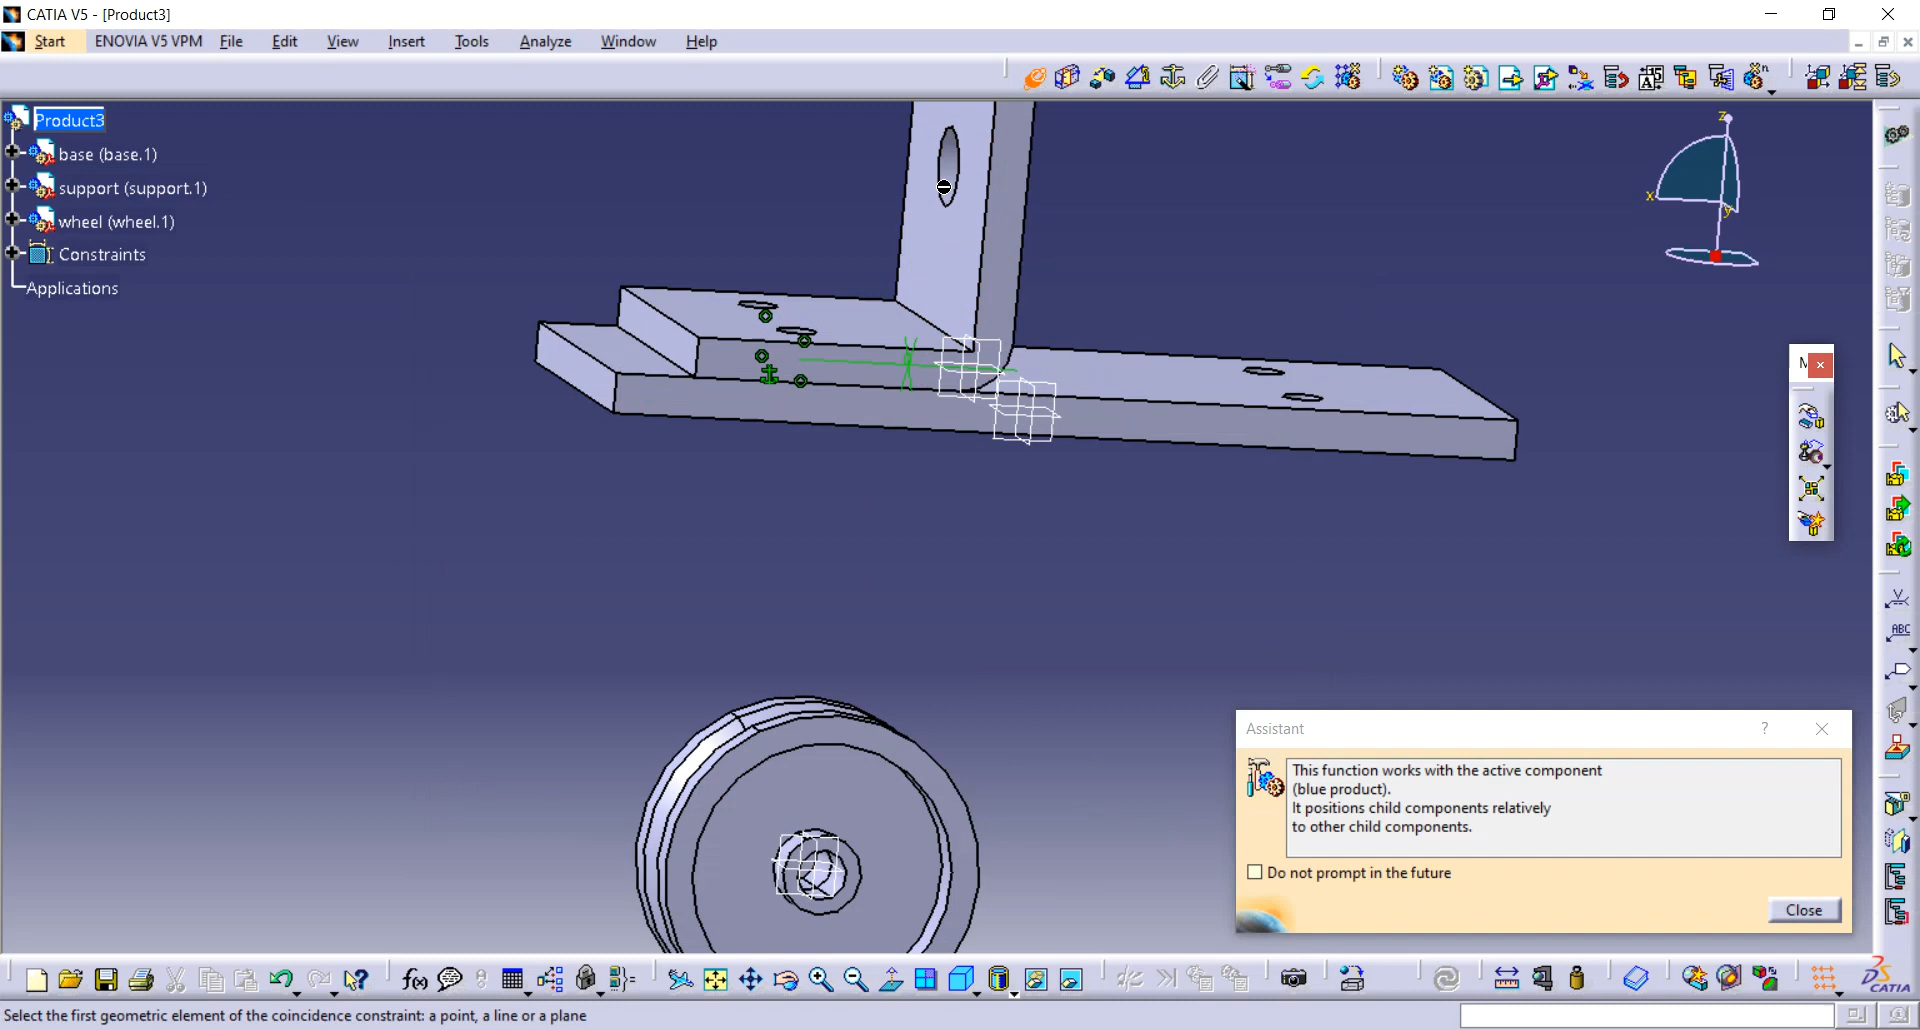 CATIA V5 - [Product3]
Start ENOVIA V5 VPM File Edit View Insert Tools Analyze Window Help
Product3
base (base.1)
support (support.1)
wheel (wheel.1)
Constraints
Applications
z
x
y
M
Assistant
?
This function works with the active component
(blue product).
It positions child components relatively
to other child components.
Do not prompt in the future
Close
ABC
f(x)
CATIA
Select the first geometric element of the coincidence constraint: a point, a line or a plane